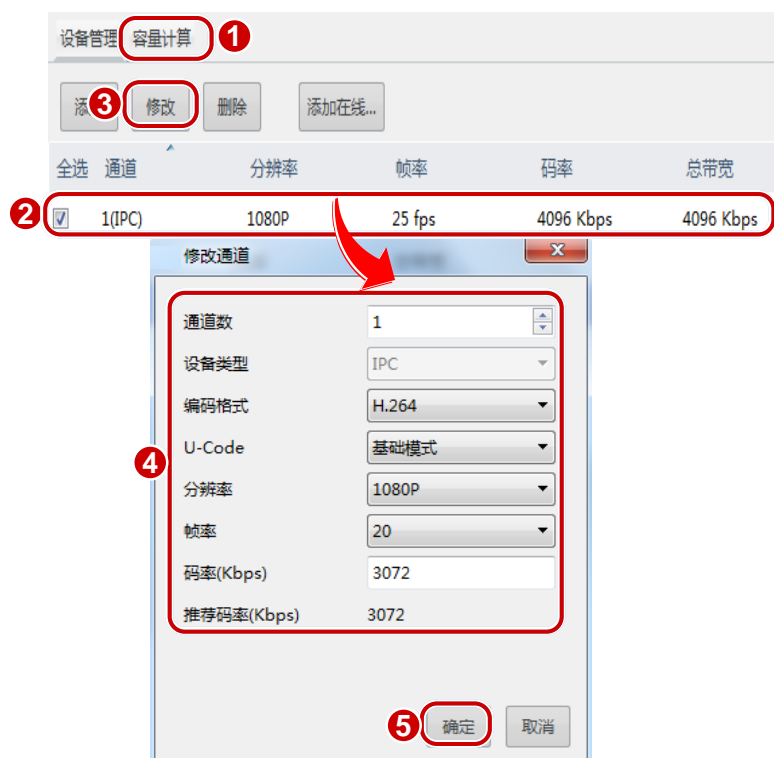 设备管理 容量计算 1
添 3 修改 删除 添加在线...
全选 通道 分辨率 帧率 码率 总带宽
2 1(IPC) 1080P 25 fps 4096 Kbps 4096 Kbps
修改通道
通道数 1
设备类型 IPC
编码格式 H.264
U-Code 基础模式
4
分辨率 1080P
帧率 20
码率(Kbps) 3072
推荐码率(Kbps) 3072
5 确定 取消